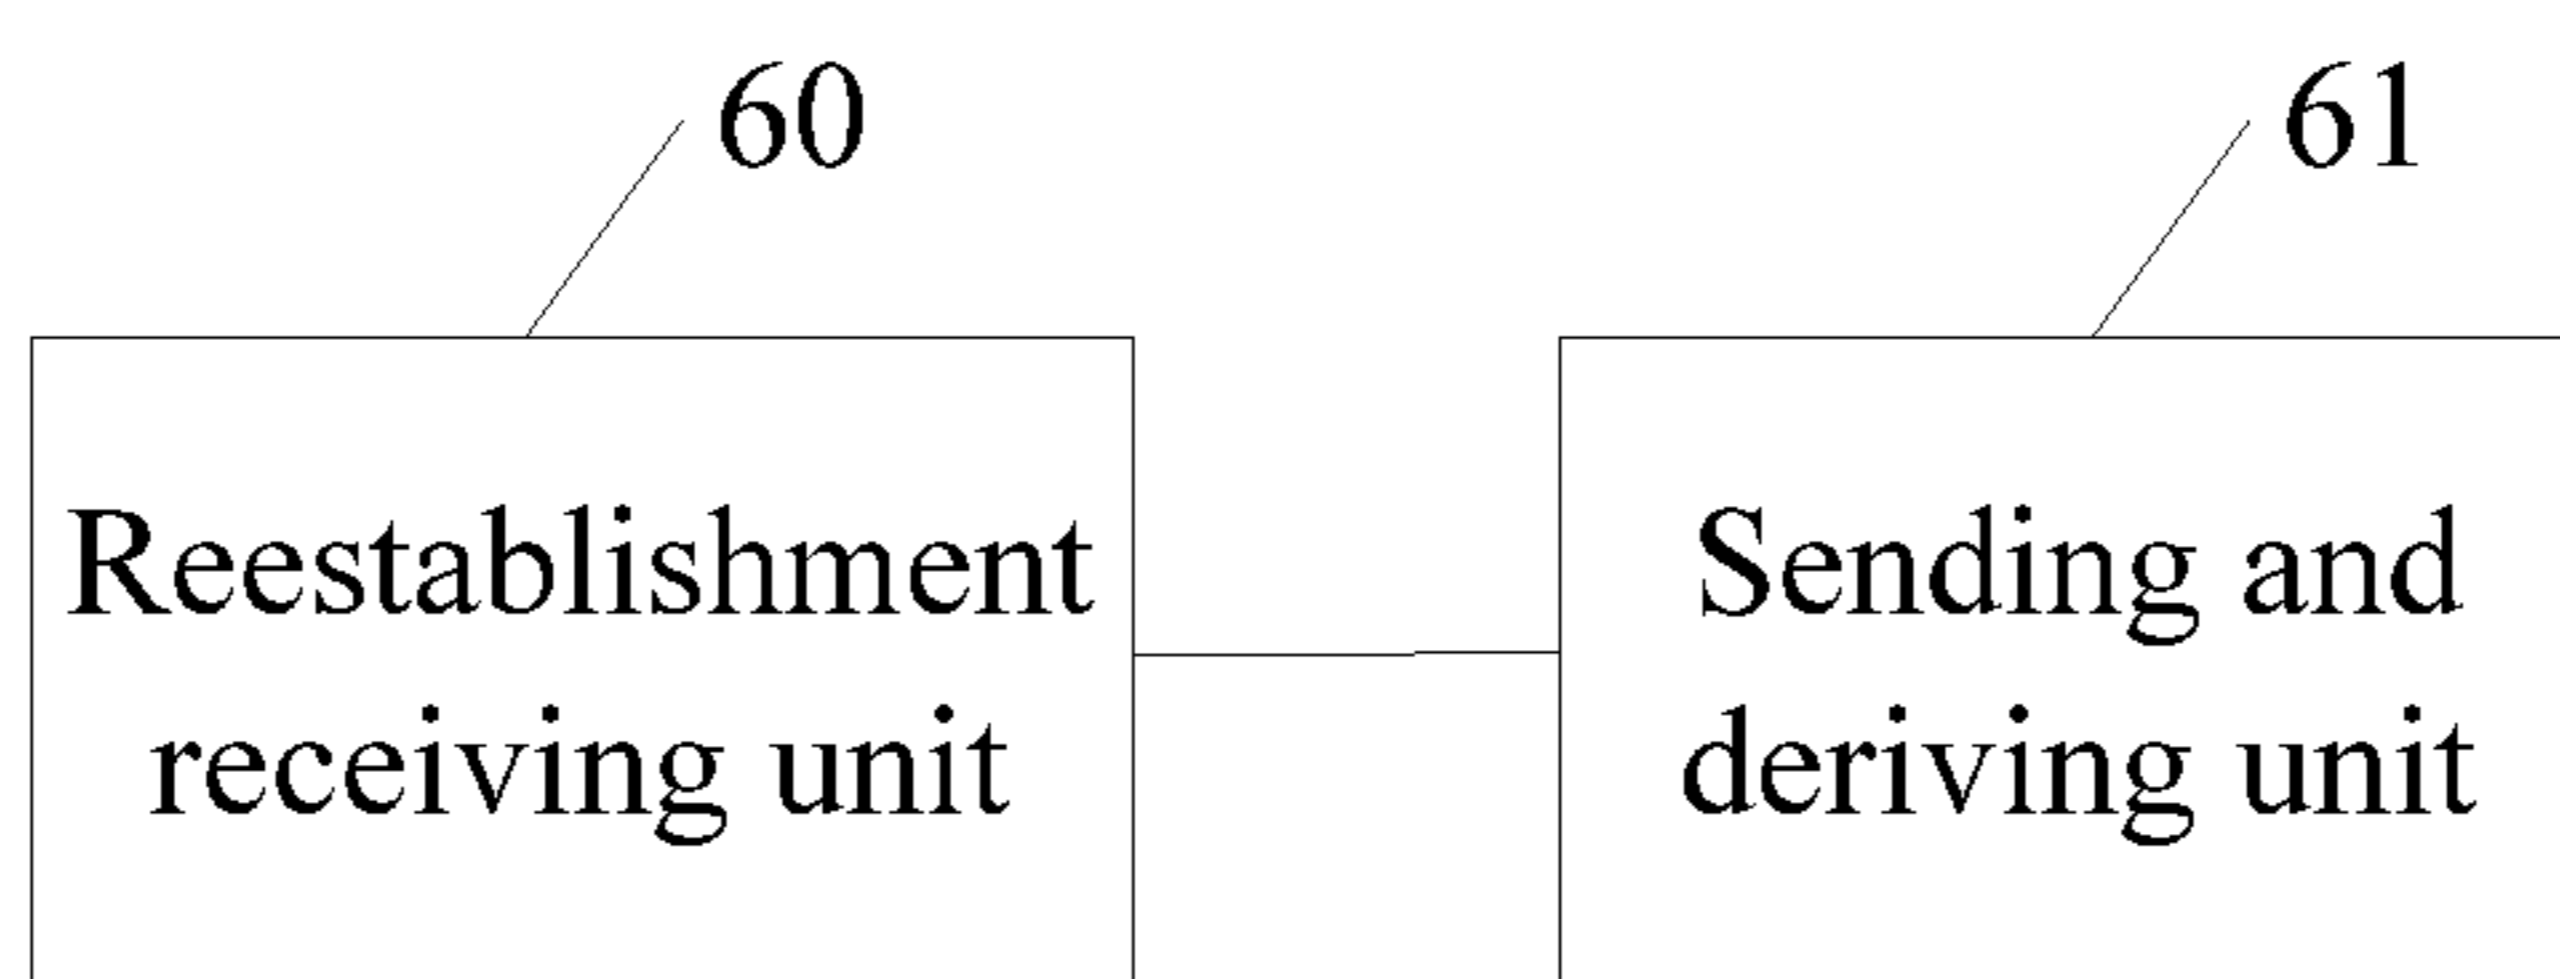 60
61
Reestablishment
receiving unit
Sending and
deriving unit